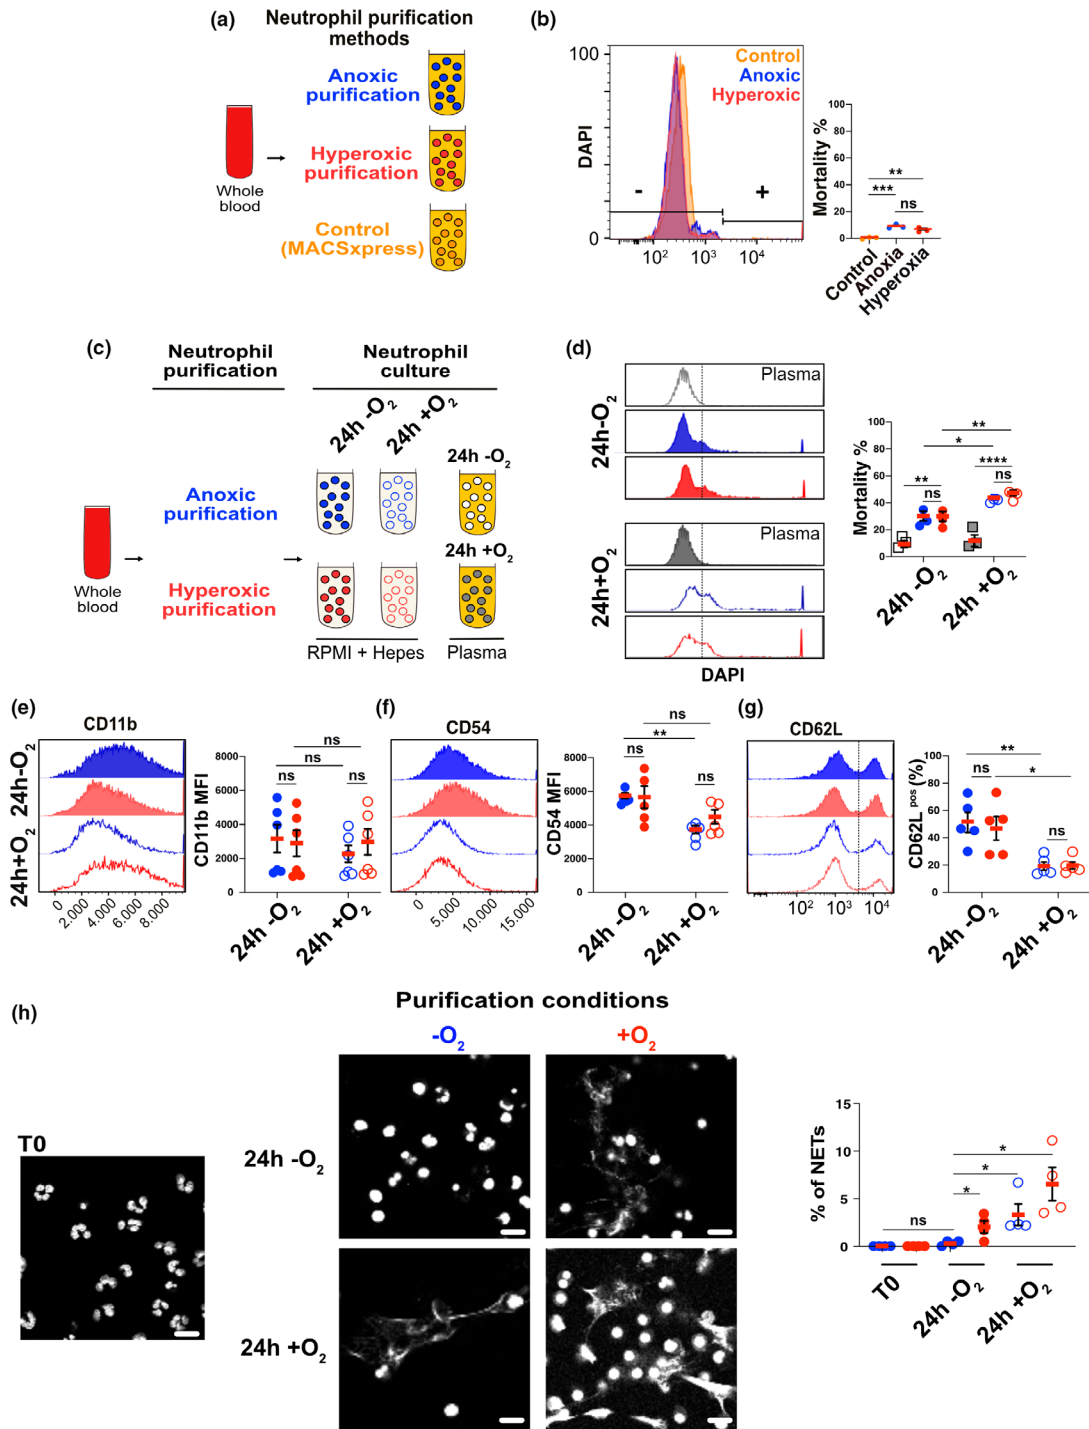 (a)
Neutrophil purification
methods
Anoxic
purification
Hyperoxic
purification
Control
(MACSxpress)
Whole
blood
(b)
100
0
DAPI
Control
Anoxic
Hyperoxic
-
+
10²
10³
10⁴
Mortality %
100
80
60
40
20
0
**
***
ns
Control
Anoxia
Hyperoxia
(c)
Neutrophil
purification
Neutrophil
culture
24h -O₂
24h +O₂
24h -O₂
24h +O₂
Anoxic
purification
Hyperoxic
purification
Whole
blood
RPMI + Hepes
Plasma
(d)
24h-O₂
24h+O₂
Plasma
Plasma
DAPI
Mortality %
100
80
60
40
20
0
**
*
****
ns
**
ns
24h -O₂
24h +O₂
(e)
CD11b
24h-O₂
24h+O₂
0
2.000
4.000
6.000
8.000
CD11b MFI
8000
6000
4000
2000
0
ns
ns
ns
ns
24h -O₂
24h +O₂
(f)
CD54
0
5.000
10.000
15.000
CD54 MFI
8000
6000
4000
2000
0
ns
**
ns
ns
24h -O₂
24h +O₂
(g)
CD62L
10²
10³
10⁴
CD62L pos (%)
100
80
60
40
20
0
**
ns
*
ns
24h -O₂
24h +O₂
(h)
Purification conditions
-O₂
+O₂
T0
24h -O₂
24h +O₂
% of NETs
15
10
5
0
*
*
*
ns
T0
24h -O₂
24h +O₂